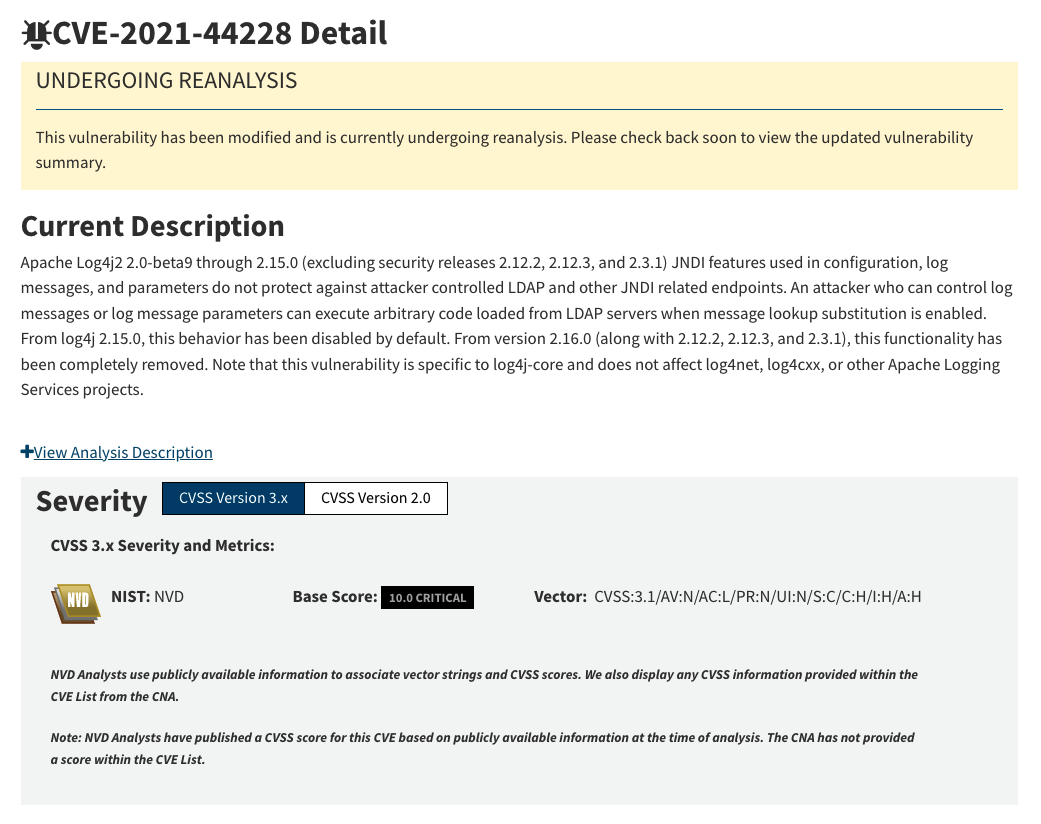 CVE-2021-44228 Detail
UNDERGOING REANALYSIS
This vulnerability has been modified and is currently undergoing reanalysis. Please check back soon to view the updated vulnerability
summary.
Current Description
Apache Log4j2 2.0-beta9 through 2.15.0 (excluding security releases 2.12.2, 2.12.3, and 2.3.1) JNDI features used in configuration, log
messages, and parameters do not protect against attacker controlled LDAP and other JNDI related endpoints. An attacker who can control log
messages or log message parameters can execute arbitrary code loaded from LDAP servers when message lookup substitution is enabled.
From log4j 2.15.0, this behavior has been disabled by default. From version 2.16.0 (along with 2.12.2, 2.12.3, and 2.3.1), this functionality has
been completely removed. Note that this vulnerability is specific to log4j-core and does not affect log4net, log4cxx, or other Apache Logging
Services projects.
View Analysis Description
Severity CVSS Version 3.x CVSS Version 2.0
CVSS 3.x Severity and Metrics:
NVD NIST: NVD Base Score: 10.0 CRITICAL Vector: CVSS:3.1/AV:N/AC:L/PR:N/UI:N/S:C/C:H/I:H/A:H
NVD Analysts use publicly available information to associate vector strings and CVSS scores. We also display any CVSS information provided within the
CVE List from the CNA.
Note: NVD Analysts have published a CVSS score for this CVE based on publicly available information at the time of analysis. The CNA has not provided
a score within the CVE List.